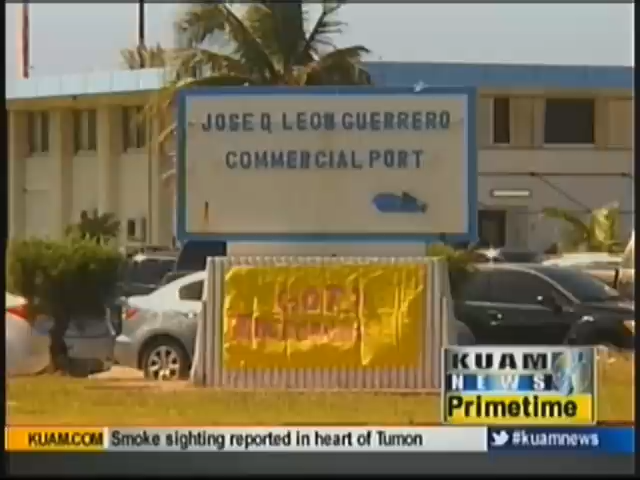 JOSE D. LEON GUERRERO
COMMERCIAL PORT
KUAM
NEWS
Primetime
KUAM.COM Smoke sighting reported in heart of Tumon #kuamnews